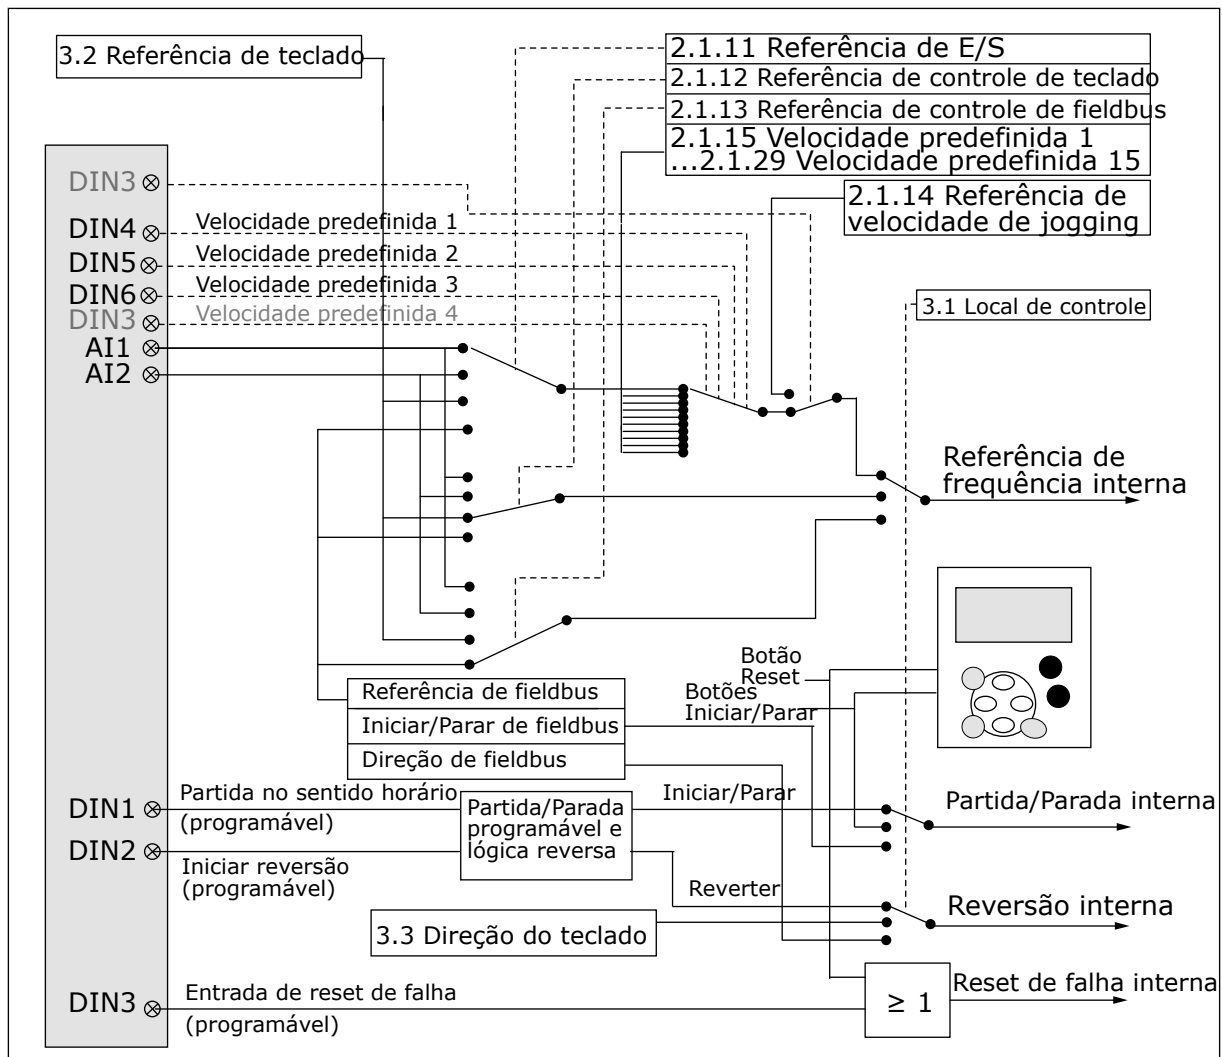 3.2 Referência de teclado
2.1.11 Referência de E/S
2.1.12 Referência de controle de teclado
2.1.13 Referência de controle de fieldbus
2.1.15 Velocidade predefinida 1
...2.1.29 Velocidade predefinida 15
2.1.14 Referência de
velocidade de jogging
3.1 Local de controle
DIN3
DIN4
Velocidade predefinida 1
DIN5
Velocidade predefinida 2
DIN6
Velocidade predefinida 3
DIN3
Velocidade predefinida 4
AI1
AI2
Referência de
frequência interna
Botão
Reset
Botões
Iniciar/Parar
Referência de fieldbus
Iniciar/Parar de fieldbus
Direção de fieldbus
DIN1
Partida no sentido horário
(programável)
DIN2
Iniciar reversão
(programável)
Partida/Parada
programável e
lógica reversa
Iniciar/Parar
Reverter
Partida/Parada interna
3.3 Direção do teclado
Reversão interna
DIN3
Entrada de reset de falha
(programável)
≥ 1
Reset de falha interna